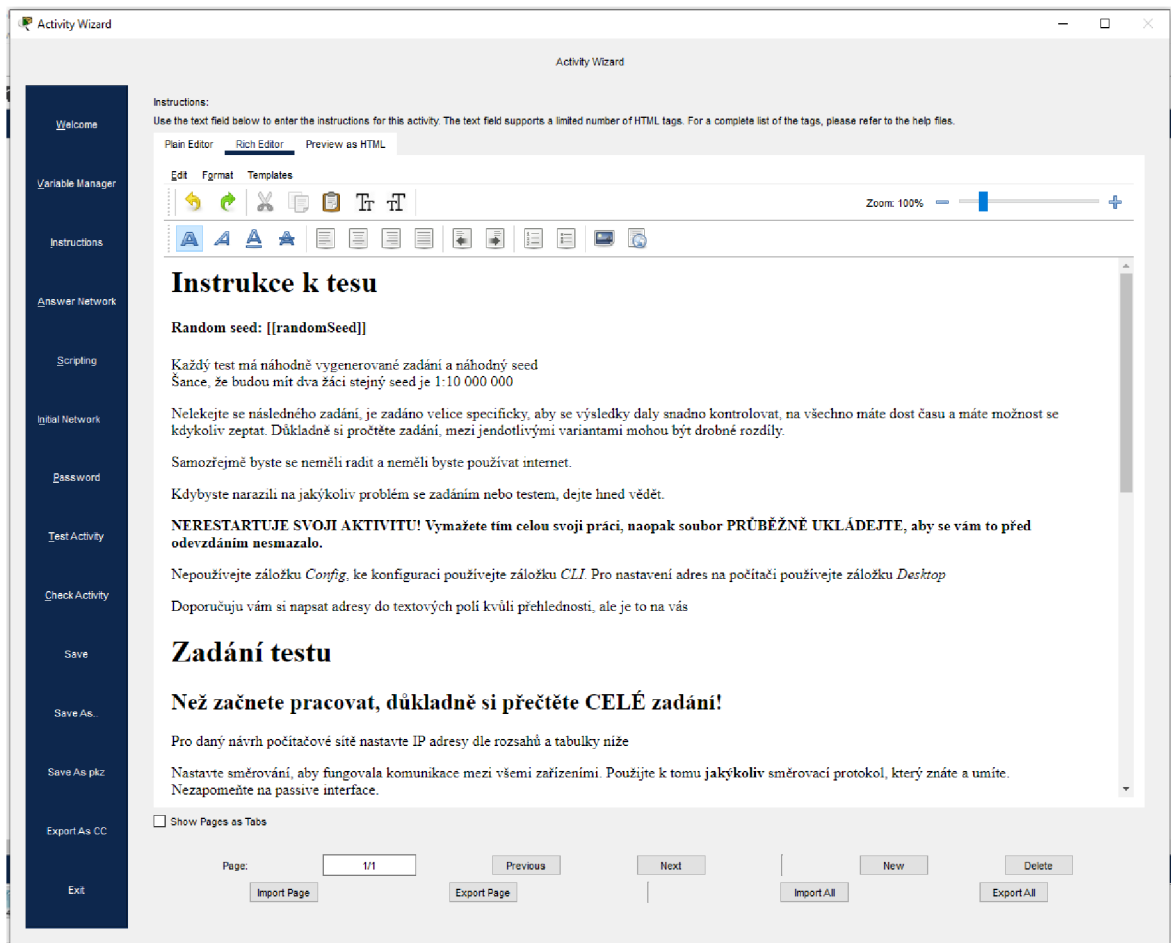 Activity Wizard
Activity Wizard
Welcome
Variable Manager
Instructions
Answer Network
Scripting
Initial Network
Password
Test Activity
Check Activity
Save
Save As..
Save As pkz
Export As CC
Exit
Instructions:
Use the text field below to enter the instructions for this activity. The text field supports a limited number of HTML tags. For a complete list of the tags, please refer to the help files.
Plain Editor Rich Editor Preview as HTML
Edit Format Templates
Zoom: 100%
Instrukce k tesu
Random seed: [[randomSeed]]
Každý test má náhodně vygenerované zadání a náhodný seed
Šance, že budou mít dva žáci stejný seed je 1:10 000 000
Nelekejte se následného zadání, je zadáno velice specificky, aby se výsledky daly snadno kontrolovat, na všechno máte dost času a máte možnost se
kdykoliv zeptat. Důkladně si pročtěte zadání, mezi jendotlivými variantami mohou být drobné rozdíly.
Samozřejmě byste se neměli radit a neměli byste používat internet.
Kdybyste narazili na jakýkoliv problém se zadáním nebo testem, dejte hned vědět.
NERESTARTUJE SVOJI AKTIVITU! Vymažete tím celou svoji práci, naopak soubor PRŮBĚŽNĚ UKLÁDEJTE, aby se vám to před
odevzdáním nesmazalo.
Nepoužívejte záložku Config, ke konfiguraci používejte záložku CLI. Pro nastavení adres na počítači používejte záložku Desktop
Doporučuju vám si napsat adresy do textových polí kvůli přehlednosti, ale je to na vás
Zadání testu
Než začnete pracovat, důkladně si přečtěte CELÉ zadání!
Pro daný návrh počítačové sítě nastavte IP adresy dle rozsahů a tabulky níže
Nastavte směrování, aby fungovala komunikace mezi všemi zařízeními. Použijte k tomu jakýkoliv směrovací protokol, který znáte a umíte.
Nezapomeňte na passive interface.
Show Pages as Tabs
Page: 1/1 Previous Next New Delete
Import Page Export Page Import All Export All